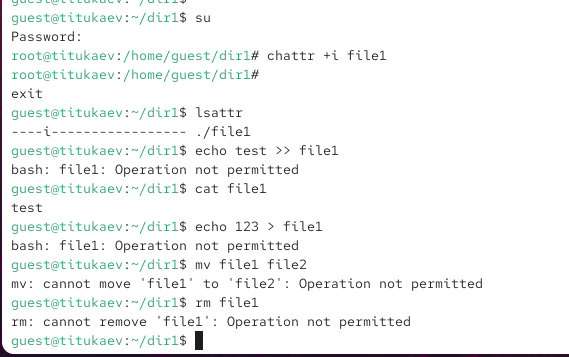 guest@titukaev:~/dir1$ su
Password:
root@titukaev:/home/guest/dir1# chattr +i file1
root@titukaev:/home/guest/dir1#
exit
guest@titukaev:~/dir1$ lsattr
----i----------------- ./file1
guest@titukaev:~/dir1$ echo test >> file1
bash: file1: Operation not permitted
guest@titukaev:~/dir1$ cat file1
test
guest@titukaev:~/dir1$ echo 123 > file1
bash: file1: Operation not permitted
guest@titukaev:~/dir1$ mv file1 file2
mv: cannot move 'file1' to 'file2': Operation not permitted
guest@titukaev:~/dir1$ rm file1
rm: cannot remove 'file1': Operation not permitted
guest@titukaev:~/dir1$